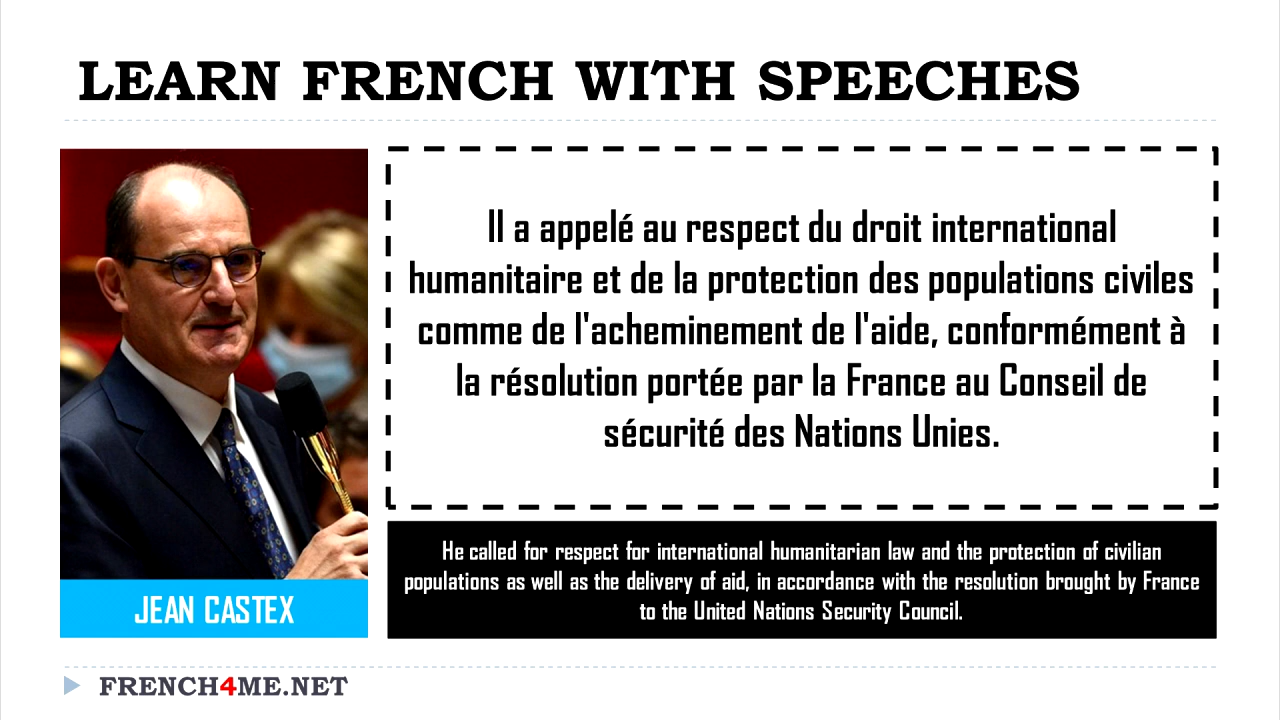 LEARN FRENCH WITH SPEECHES
Il a appelé au respect du droit international
humanitaire et de la protection des populations civiles
comme de l'acheminement de l'aide, conformément à
la résolution portée par la France au Conseil de
sécurité des Nations Unies.
He called for respect for international humanitarian law and the protection of civilian
populations as well as the delivery of aid, in accordance with the resolution brought by France
to the United Nations Security Council.
JEAN CASTEX
FRENCH4ME.NET